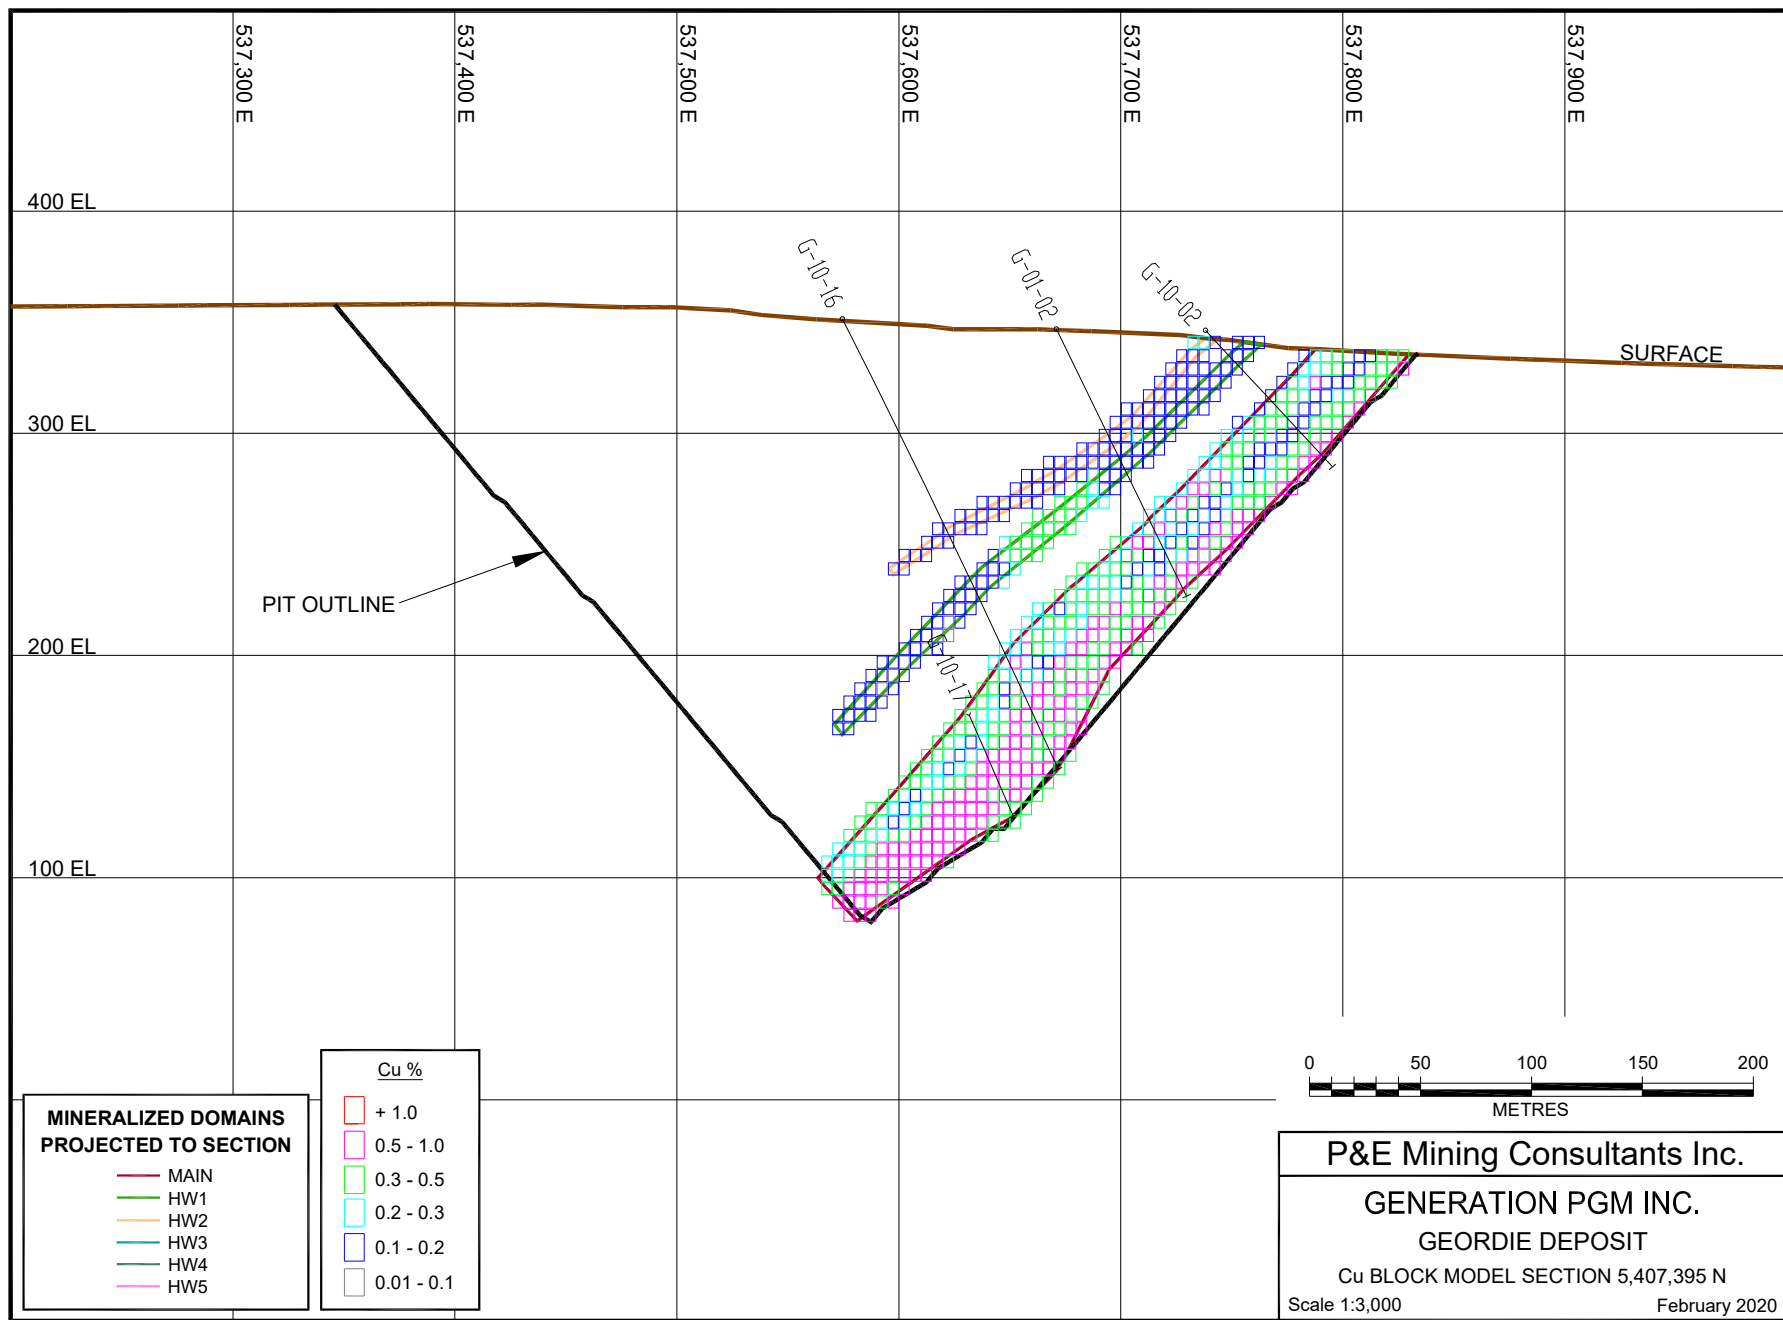 537,300 E
537,400 E
537,500 E
537,600 E
537,700 E
537,800 E
537,900 E
400 EL
300 EL
200 EL
100 EL
G-10-16
G-01-02
G-10-02
G-10-17
SURFACE
PIT OUTLINE
MINERALIZED DOMAINS
PROJECTED TO SECTION
MAIN
HW1
HW2
HW3
HW4
HW5
Cu %
+ 1.0
0.5 - 1.0
0.3 - 0.5
0.2 - 0.3
0.1 - 0.2
0.01 - 0.1
0 50 100 150 200
METRES
P&E Mining Consultants Inc.
GENERATION PGM INC.
GEORDIE DEPOSIT
Cu BLOCK MODEL SECTION 5,407,395 N
Scale 1:3,000 February 2020